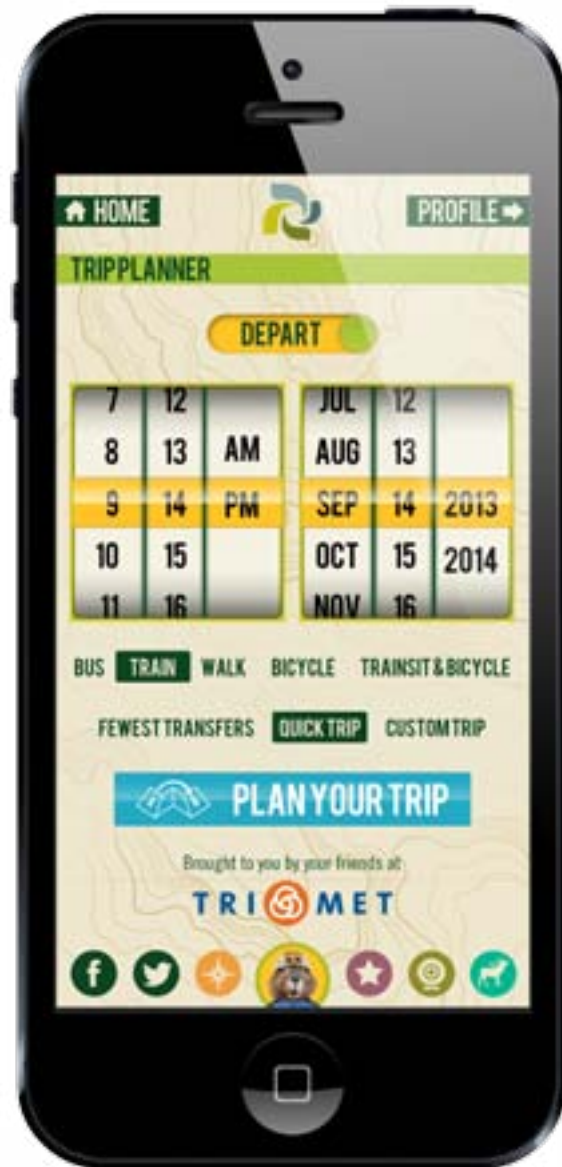 HOME PROFILE
TRIP PLANNER
DEPART
7 12 JUL 12
8 13 AM AUG 13
9 14 PM SEP 14 2013
10 15 OCT 15 2014
11 16 NOV 16
BUS TRAIN WALK BICYCLE TRAINSIT & BICYCLE
FEWEST TRANSFERS QUICK TRIP CUSTOM TRIP
PLAN YOUR TRIP
Brought to you by your friends at
TRI MET